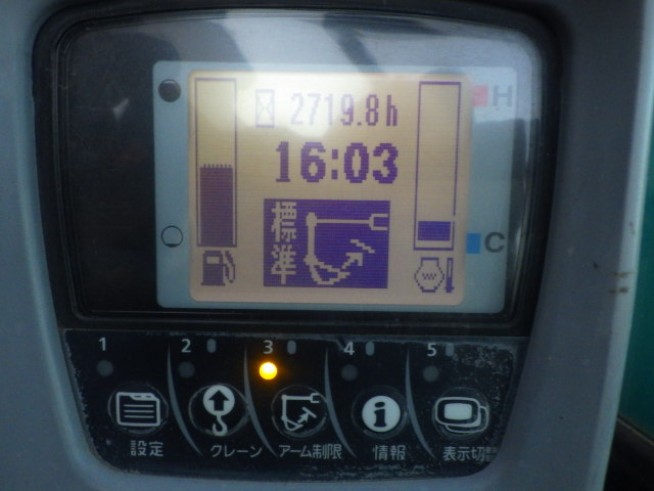 2719.8h
H
16:03
標準
C
1 2 3 4 5
設定 クレーン アーム制限 情報 表示切